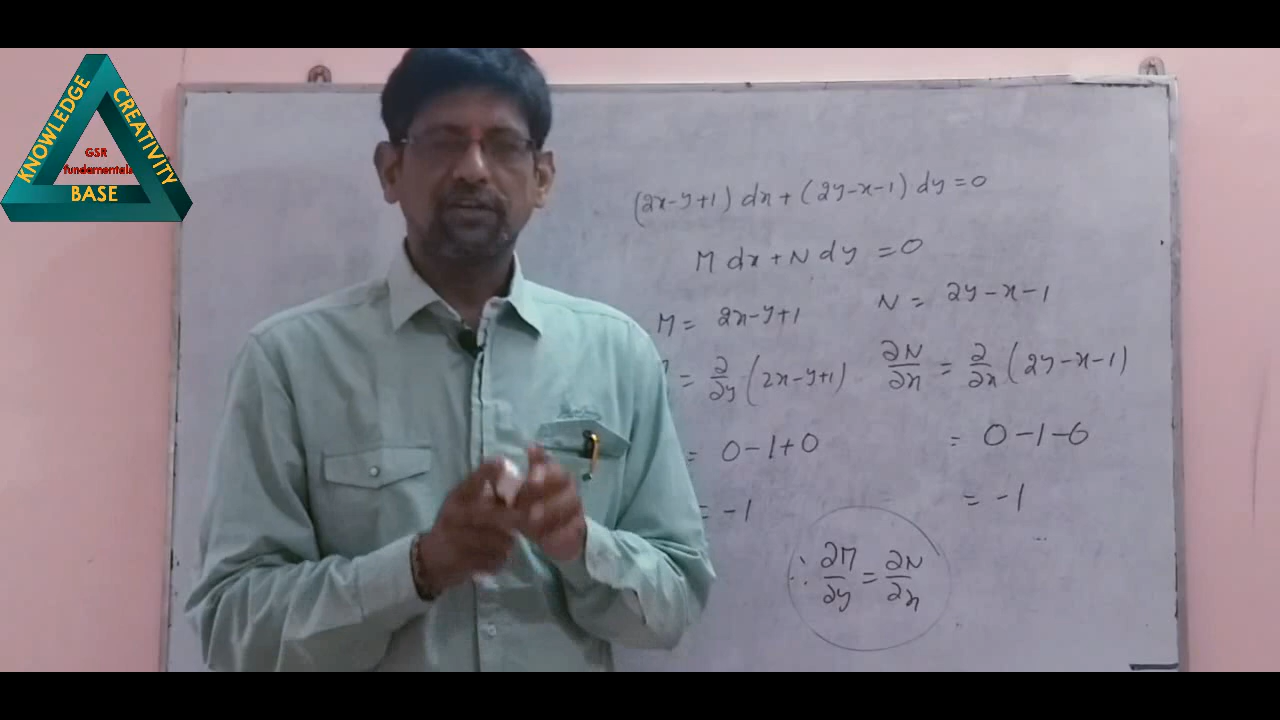 KNOWLEDGE
CREATIVITY
GSR
fundamentals
BASE
(2x-y+1) dx + (2y-x-1) dy = 0
M dx + N dy = 0
M = 2x-y+1 N = 2y-x-1
= ∂/∂y (2x-y+1) ∂N/∂x = ∂/∂x (2y-x-1)
= 0-1+0 = 0-1-0
= -1 = -1
∴ ∂M/∂y = ∂N/∂x